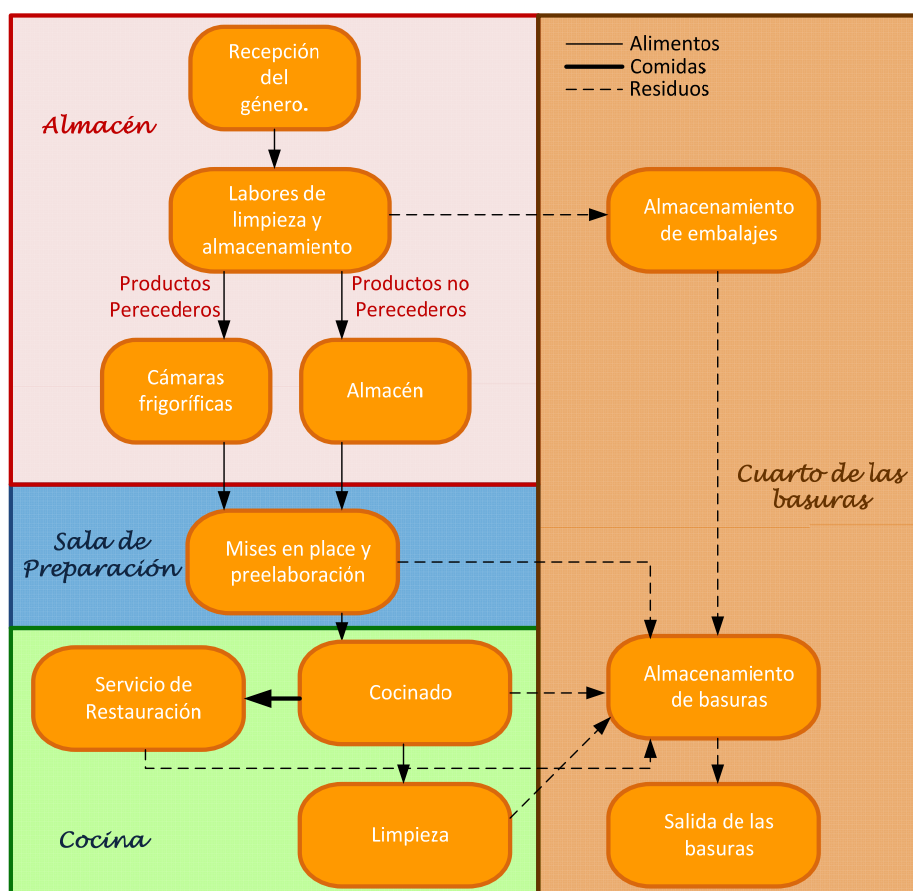 Recepción
del
género.
Alimentos
Comidas
Residuos
Almacén
Labores de
limpieza y
almacenamiento
Almacenamiento
de embalajes
Productos
Perecederos
Productos no
Perecederos
Cámaras
frigoríficas
Almacén
Cuarto de las
basuras
Sala de
Preparación
Mises en place y
preelaboración
Servicio de
Restauración
Cocinado
Almacenamiento
de basuras
Cocina
Limpieza
Salida de las
basuras